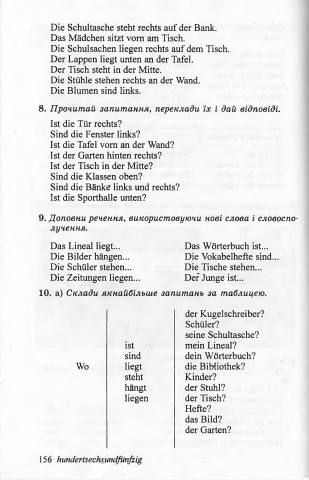 Die Schultasche steht rechts auf der Bank.
Das Mädchen sitzt vorn am Tisch.
Die Schulsachen liegen rechts auf dem Tisch.
Der Lappen liegt unten an der Tafel.
Der Tisch steht in der Mitte.
Die Stühle stehen rechts an der Wand.
Die Blumen sind links.
8. Прочитай запитання, переклади їх і дай відповіді.
Ist die Tür rechts?
Sind die Fenster links?
Ist die Tafel vorn an der Wand?
Ist der Garten hinten rechts?
Ist der Tisch in der Mitte?
Sind die Klassen oben?
Sind die Bänke links und rechts?
Ist die Sporthalle unten?
9. Доповни речення, використовуючи нові слова і словоспо-
лучення.
Das Lineal liegt... Das Wörterbuch ist...
Die Bilder hängen... Die Vokabelhefte sind...
Die Schüler stehen... Die Tische stehen...
Die Zeitungen liegen... Der Junge ist...
10. а) Склади якнайбільше запитань за таблицею.
der Kugelschreiber?
Schüler?
seine Schultasche?
ist mein Lineal?
sind dein Wörterbuch?
Wo liegt die Bibliothek?
steht Kinder?
hängt der Stuhl?
liegen der Tisch?
Hefte?
das Bild?
der Garten?
156 hundertsechsundfünfzig